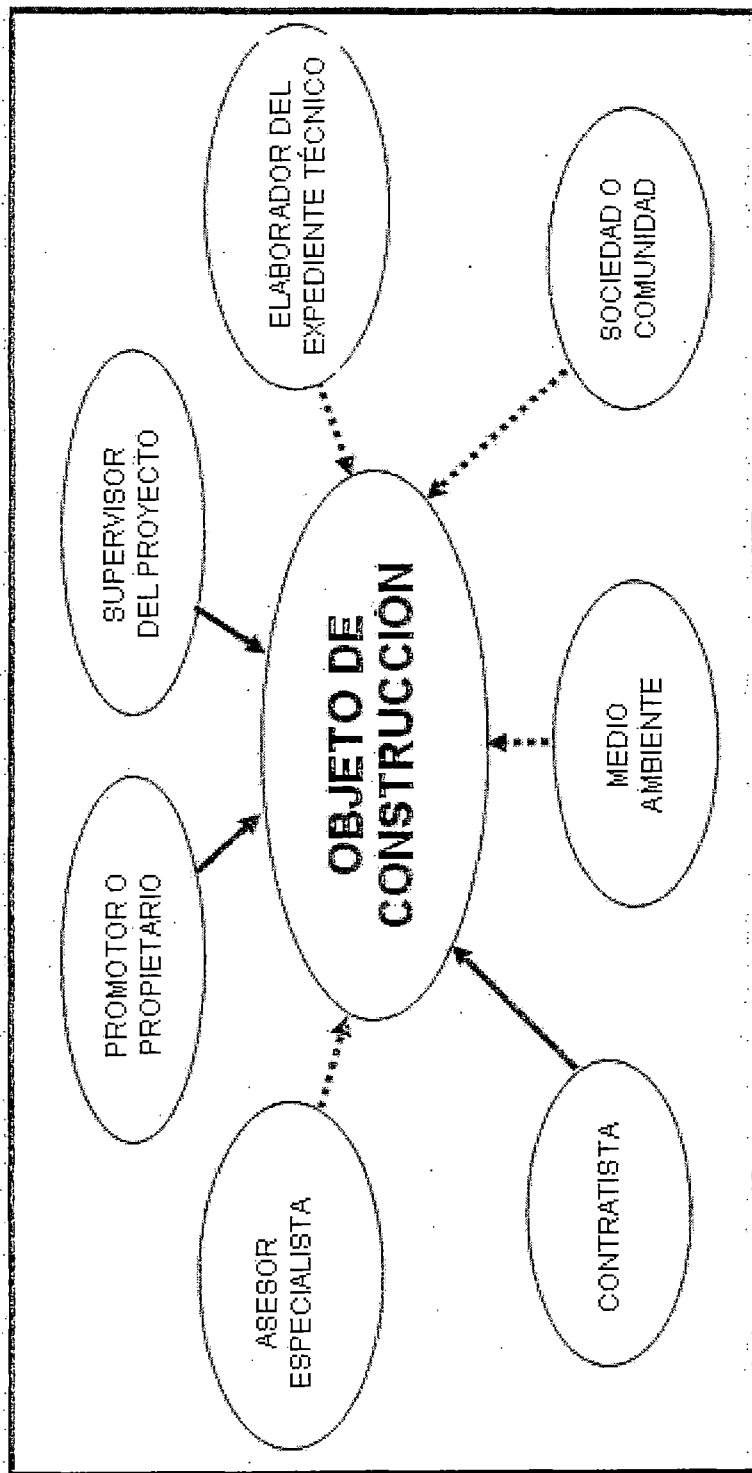 PROMOTOR O
PROPIETARIO
SUPERVISOR
DEL PROYECTO
ASESOR
ESPECIALISTA
ELABORADOR DEL
EXPEDIENTE TÉCNICO
OBJETO DE
CONSTRUCCIÓN
CONTRATISTA
MEDIO
AMBIENTE
SOCIEDAD O
COMUNIDAD